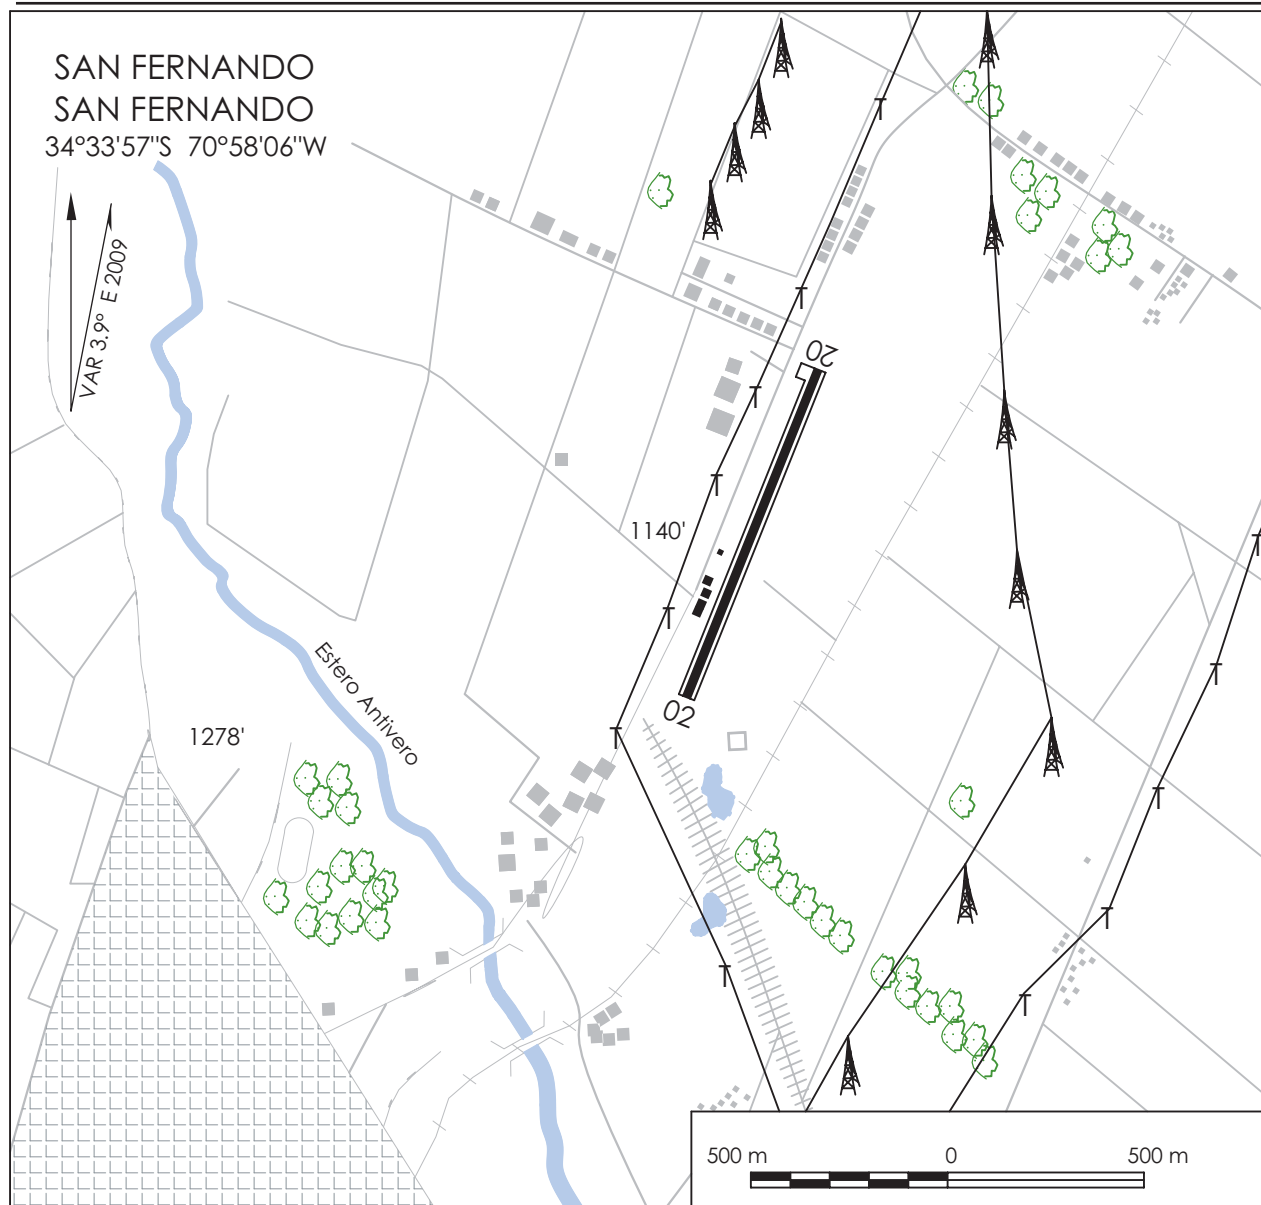 SAN FERNANDO
SAN FERNANDO
34°33'57"S 70°58'06"W
VAR 3.9° E 2009
20
1140'
Estero Antivero
02
1278'
500 m 0 500 m